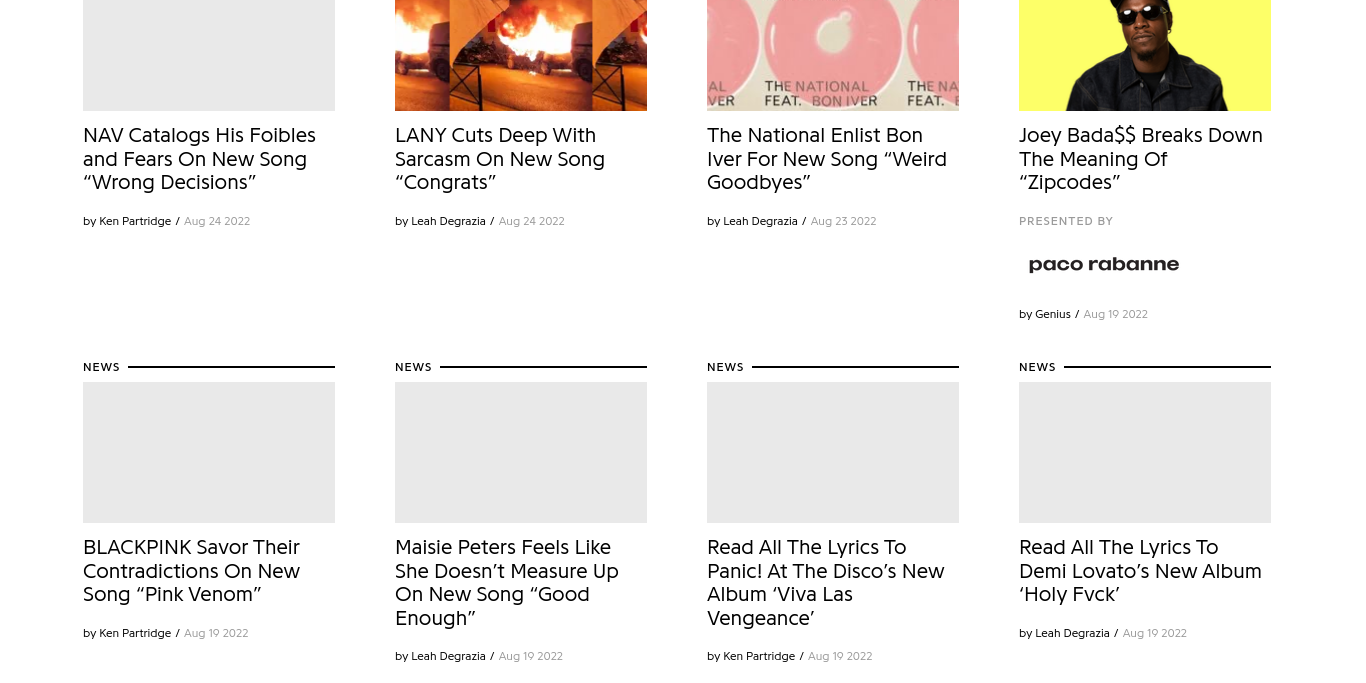 AL
VER
THE NATIONAL
FEAT. BON IVER
THE N
FEAT.
NAV Catalogs His Foibles
and Fears On New Song
“Wrong Decisions”
by Ken Partridge / Aug 24 2022
LANY Cuts Deep With
Sarcasm On New Song
“Congrats”
by Leah Degrazia / Aug 24 2022
The National Enlist Bon
Iver For New Song “Weird
Goodbyes”
by Leah Degrazia / Aug 23 2022
Joey Bada$$ Breaks Down
The Meaning Of
“Zipcodes”
PRESENTED BY
paco rabanne
by Genius / Aug 19 2022
NEWS
BLACKPINK Savor Their
Contradictions On New
Song “Pink Venom”
by Ken Partridge / Aug 19 2022
NEWS
Maisie Peters Feels Like
She Doesn’t Measure Up
On New Song “Good
Enough”
by Leah Degrazia / Aug 19 2022
NEWS
Read All The Lyrics To
Panic! At The Disco’s New
Album ‘Viva Las
Vengeance’
by Ken Partridge / Aug 19 2022
NEWS
Read All The Lyrics To
Demi Lovato’s New Album
‘Holy Fvck’
by Leah Degrazia / Aug 19 2022